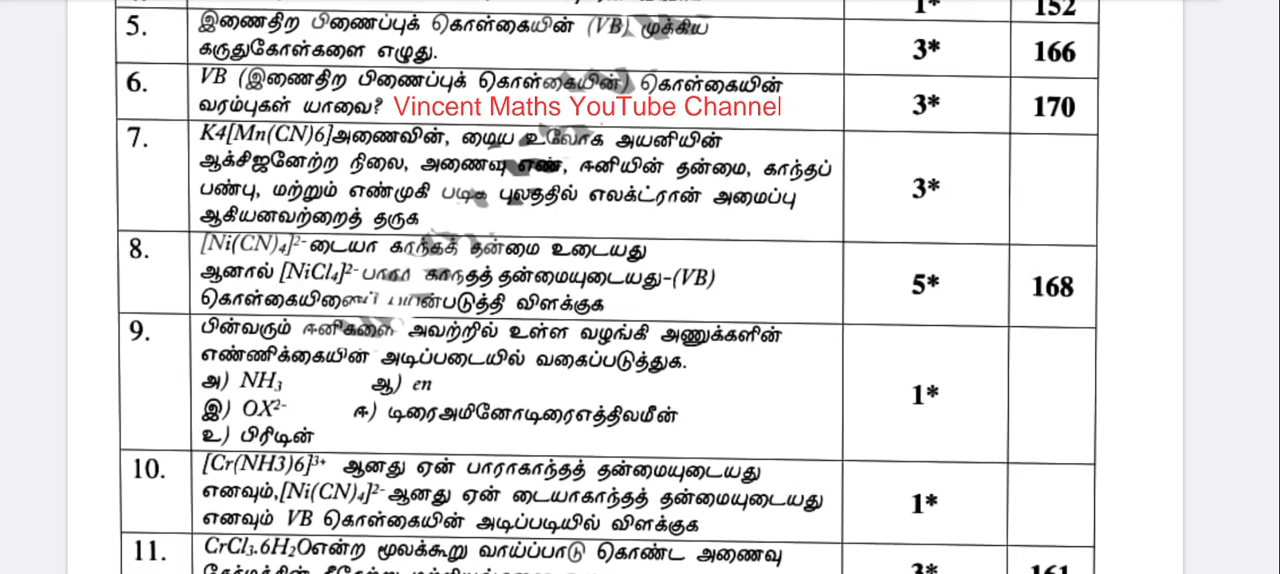 1* 152
5. இணைதிற பிணைப்புக் கொள்கையின் (VB) முக்கிய
கருதுகோள்களை எழுது.
3* 166
6. VB (இணைதிற பிணைப்புக் கொள்கையின்) கொள்கையின்
வரம்புகள் யாவை? Vincent Maths YouTube Channel
3* 170
7. K4[Mn(CN)6]அணைவின், மைய உலோக அயனியின்
ஆக்சிஜனேற்ற நிலை, அணைவு எண், ஈனியின் தன்மை, காந்தப்
பண்பு, மற்றும் எண்முகி படிக புலத்தில் எலக்ட்ரான் அமைப்பு
ஆகியனவற்றைத் தருக
3*
8. [Ni(CN)₄]²⁻டையா காந்தத் தன்மை உடையது
ஆனால் [NiCl₄]²⁻ பாரா காந்தத் தன்மையுடையது-(VB)
கொள்கையினைப் பயன்படுத்தி விளக்குக
5* 168
9. பின்வரும் ஈனிகளை அவற்றில் உள்ள வழங்கி அணுக்களின்
எண்ணிக்கையின் அடிப்படையில் வகைப்படுத்துக.
அ) NH₃ ஆ) en
இ) OX²⁻ ஈ) டிரைஅமினோடிரைஎத்திலமீன்
உ) பிரிடின்
1*
10. [Cr(NH3)6]³⁺ ஆனது ஏன் பாராகாந்தத் தன்மையுடையது
எனவும்,[Ni(CN)₄]²⁻ஆனது ஏன் டையாகாந்தத் தன்மையுடையது
எனவும் VB கொள்கையின் அடிப்படியில் விளக்குக
1*
11. CrCl₃.6H₂Oஎன்ற மூலக்கூறு வாய்ப்பாடு கொண்ட அணைவு
3* 161